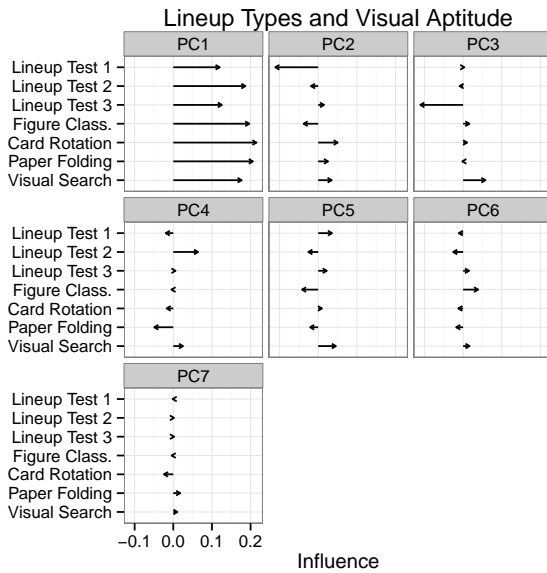 Lineup Types and Visual Aptitude
PC1 PC2 PC3
Lineup Test 1
Lineup Test 2
Lineup Test 3
Figure Class.
Card Rotation
Paper Folding
Visual Search
PC4 PC5 PC6
Lineup Test 1
Lineup Test 2
Lineup Test 3
Figure Class.
Card Rotation
Paper Folding
Visual Search
PC7
Lineup Test 1
Lineup Test 2
Lineup Test 3
Figure Class.
Card Rotation
Paper Folding
Visual Search
−0.1 0.0 0.1 0.2
Influence